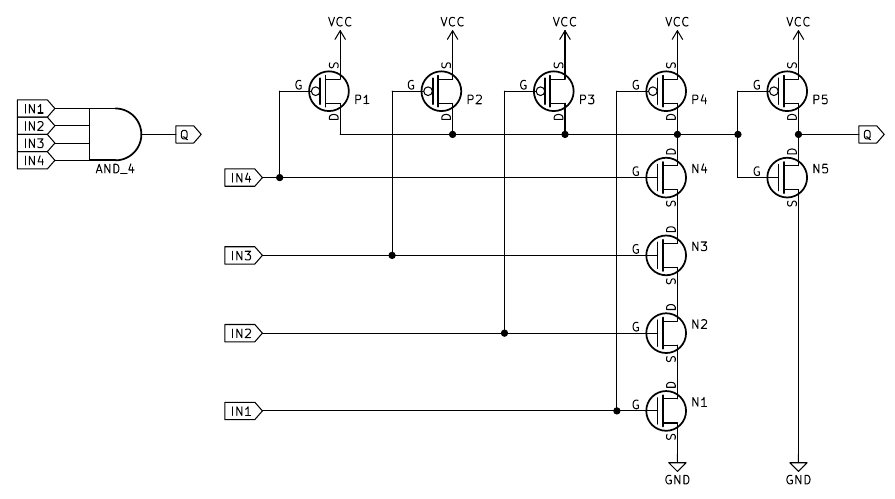 VCC VCC VCC VCC VCC
S S S S S
G G G G G
P1 P2 P3 P4 P5
D D D D D
IN1
IN2
IN3
IN4
Q
AND_4
Q
D D
IN4 G N4 G N5
S S
D
IN3 G N3
S
D
IN2 G N2
S
D
IN1 G N1
S
GND GND